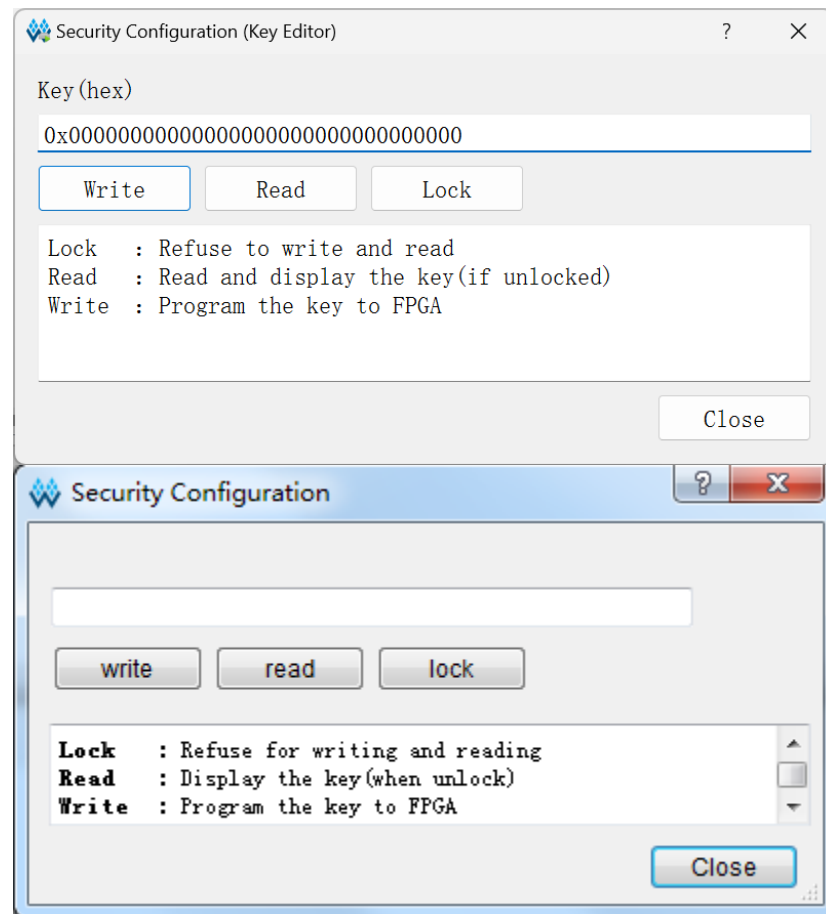 Security Configuration (Key Editor)
?
Key(hex)
0x00000000000000000000000000000000
Write Read Lock
Lock : Refuse to write and read
Read : Read and display the key(if unlocked)
Write : Program the key to FPGA
Close
Security Configuration
?
write read lock
Lock : Refuse for writing and reading
Read : Display the key(when unlock)
Write : Program the key to FPGA
Close